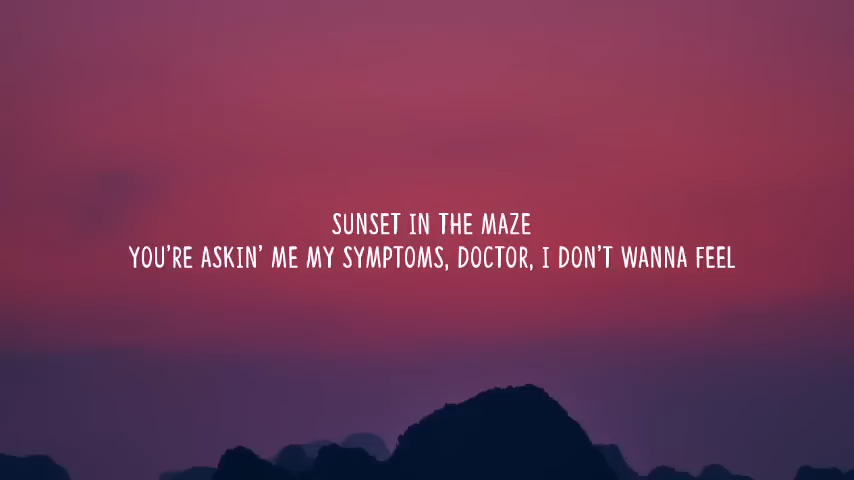 SUNSET IN THE MAZE
YOU'RE ASKIN' ME MY SYMPTOMS, DOCTOR, I DON'T WANNA FEEL